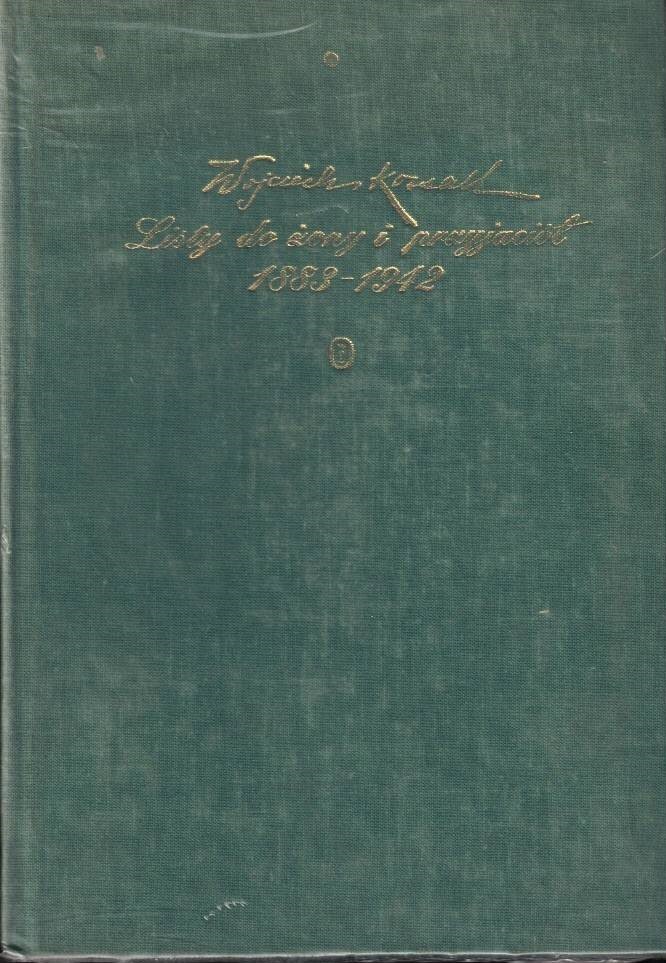 Wojciech Kossak
Listy do żony i przyjaciół
1883-1942